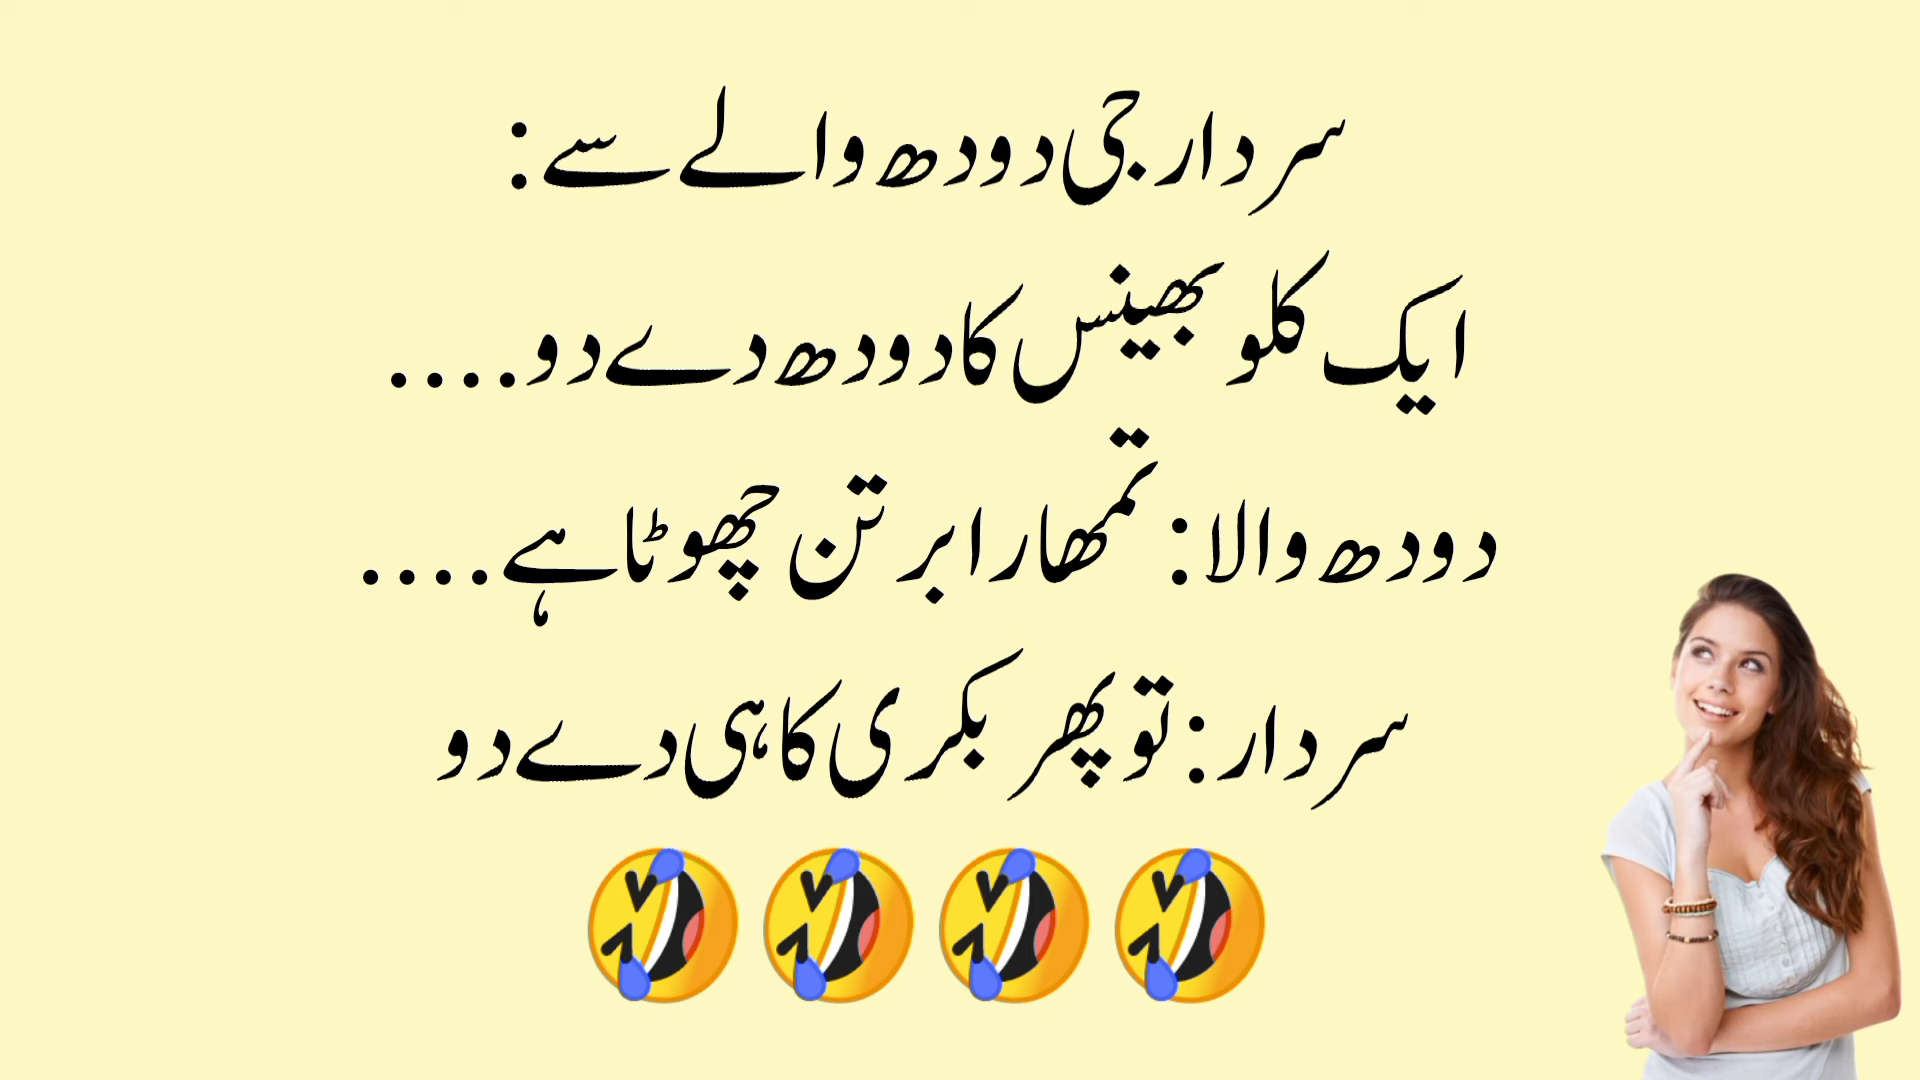 سردار جی دودھ والے سے:
ایک کلو بھینس کا دودھ دے دو....
دودھ والا: تمھارا برتن چھوٹا ہے....
سردار: تو پھر بکری کا ہی دے دو
🤣🤣🤣🤣